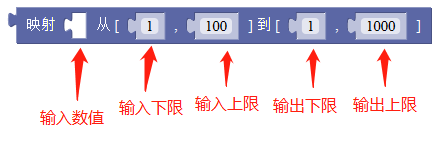 映射 从 [ 1 , 100 ] 到 [ 1 , 1000 ]
输入数值 输入下限 输入上限 输出下限 输出上限